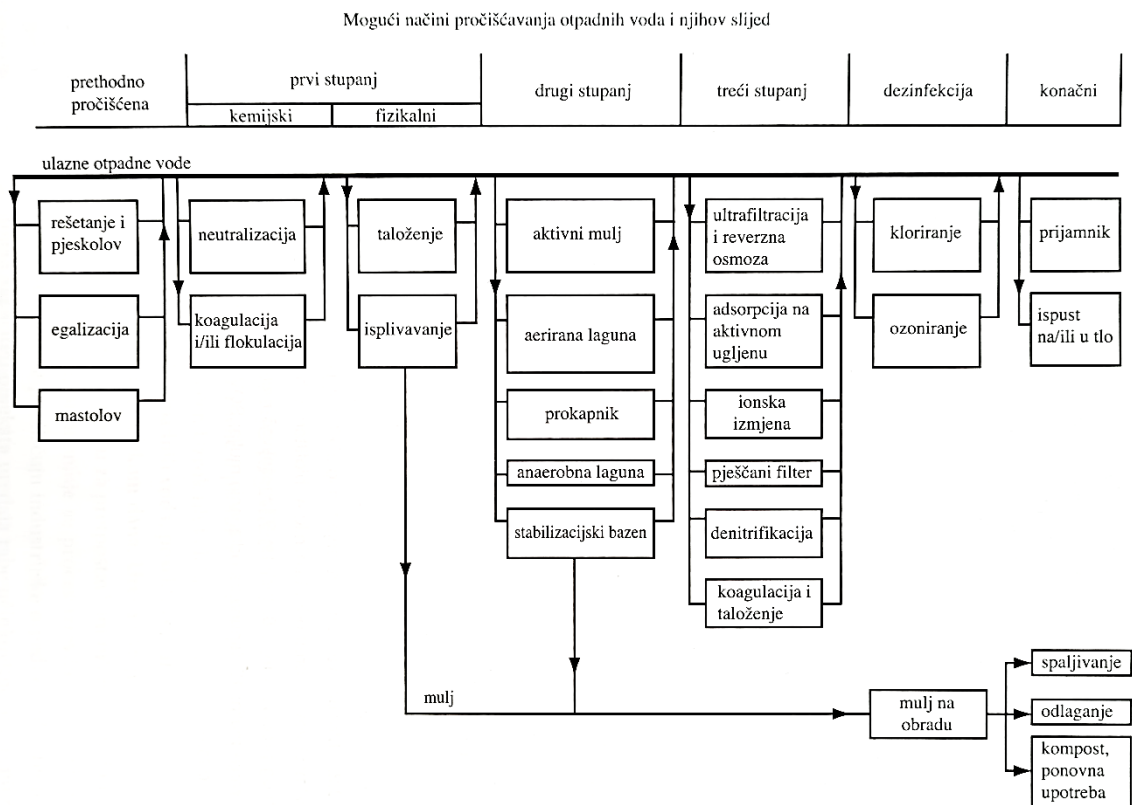 Mogući načini pročišćavanja otpadnih voda i njihov slijed
prethodno
pročišćena
prvi stupanj
kemijski
fizikalni
drugi stupanj
treći stupanj
dezinfekcija
konačni
ulazne otpadne vode
rešetanje i
pjeskolov
egalizacija
mastolov
neutralizacija
koagulacija
i/ili flokulacija
taloženje
isplivavanje
aktivni mulj
aerirana laguna
prokapnik
anaerobna laguna
stabilizacijski bazen
ultrafiltracija
i reverzna
osmoza
adsorpcija na
aktivnom
ugljenu
ionska
izmjena
pješčani filter
denitrifikacija
koagulacija i
taloženje
kloriranje
ozoniranje
prijamnik
ispust
na/ili u tlo
mulj
mulj na
obradu
spaljivanje
odlaganje
kompost,
ponovna
upotreba